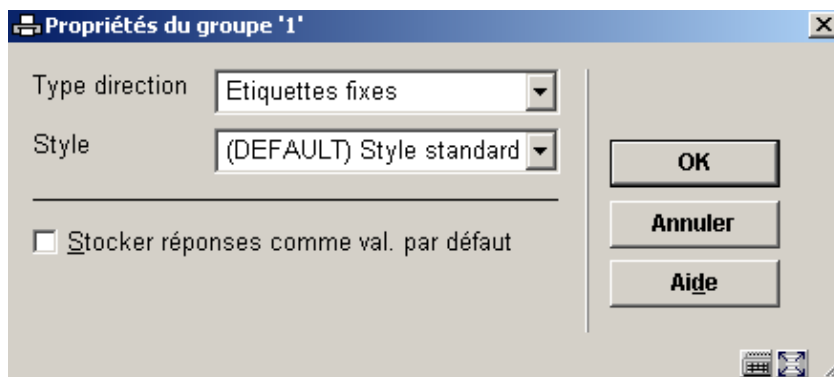 Propriétés du groupe '1'
Type direction Etiquettes fixes
Style (DEFAULT) Style standard
OK
Stocker réponses comme val. par défaut
Annuler
Aide